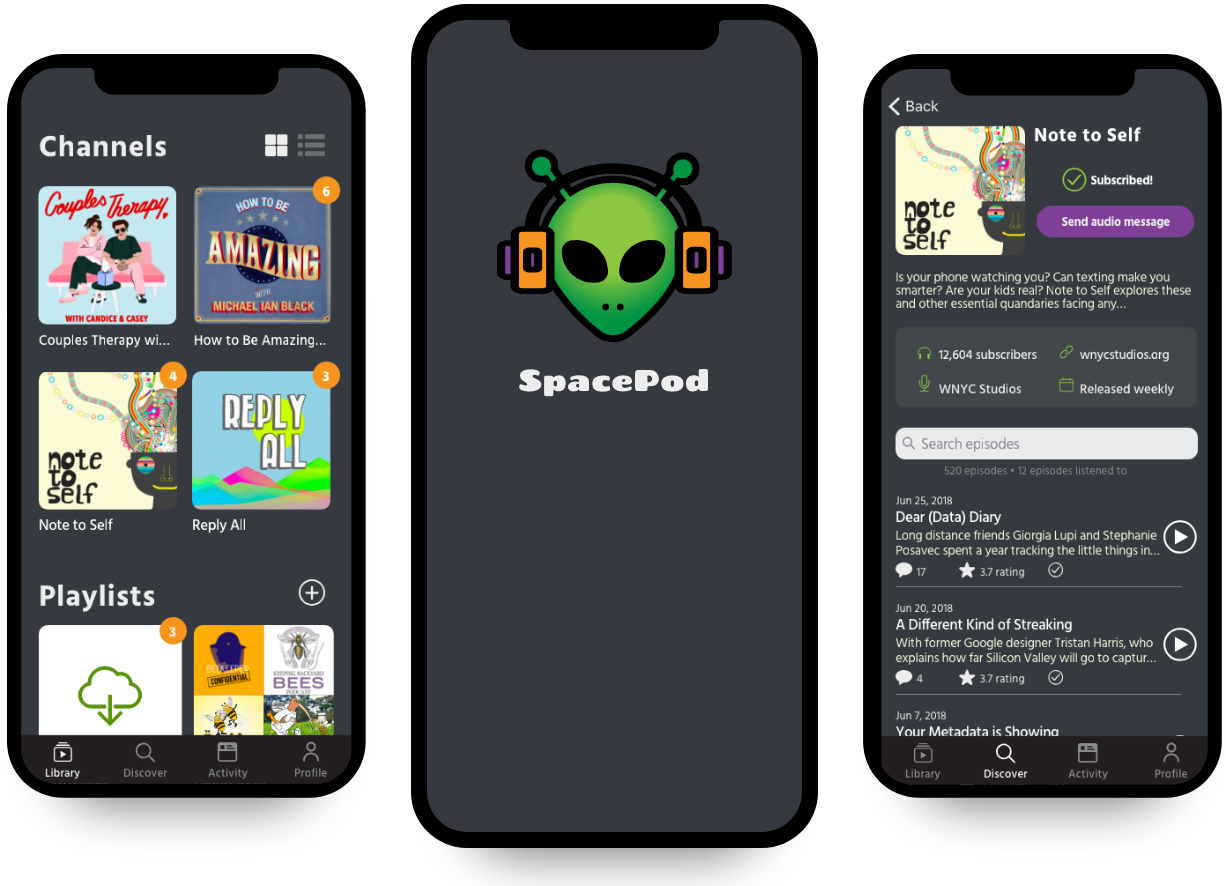 Channels
Couples Therapy
WITH CANDICE & CASEY
6
HOW TO BE
AMAZING
WITH
MICHAEL IAN BLACK
Couples Therapy wi...
How to Be Amazing...
4
note
to
self
3
REPLY
ALL
Note to Self
Reply All
Playlists
3
BEEKEEPER
CONFIDENTIAL
KEEPING BACKYARD
BEES
PODCAST
Library
Discover
Activity
Profile
SpacePod
Back
note
to
self
Note to Self
Subscribed!
Send audio message
Is your phone watching you? Can texting make you
smarter? Are your kids real? Note to Self explores these
and other essential quandaries facing any...
12,604 subscribers
wnycstudios.org
WNYC Studios
Released weekly
Search episodes
520 episodes • 12 episodes listened to
Jun 25, 2018
Dear (Data) Diary
Long distance friends Giorgia Lupi and Stephanie
Posavec spent a year tracking the little things in...
17
3.7 rating
Jun 20, 2018
A Different Kind of Streaking
With former Google designer Tristan Harris, who
explains how far Silicon Valley will go to captur...
4
3.7 rating
Jun 7, 2018
Your Metadata is Showing
Library
Discover
Activity
Profile